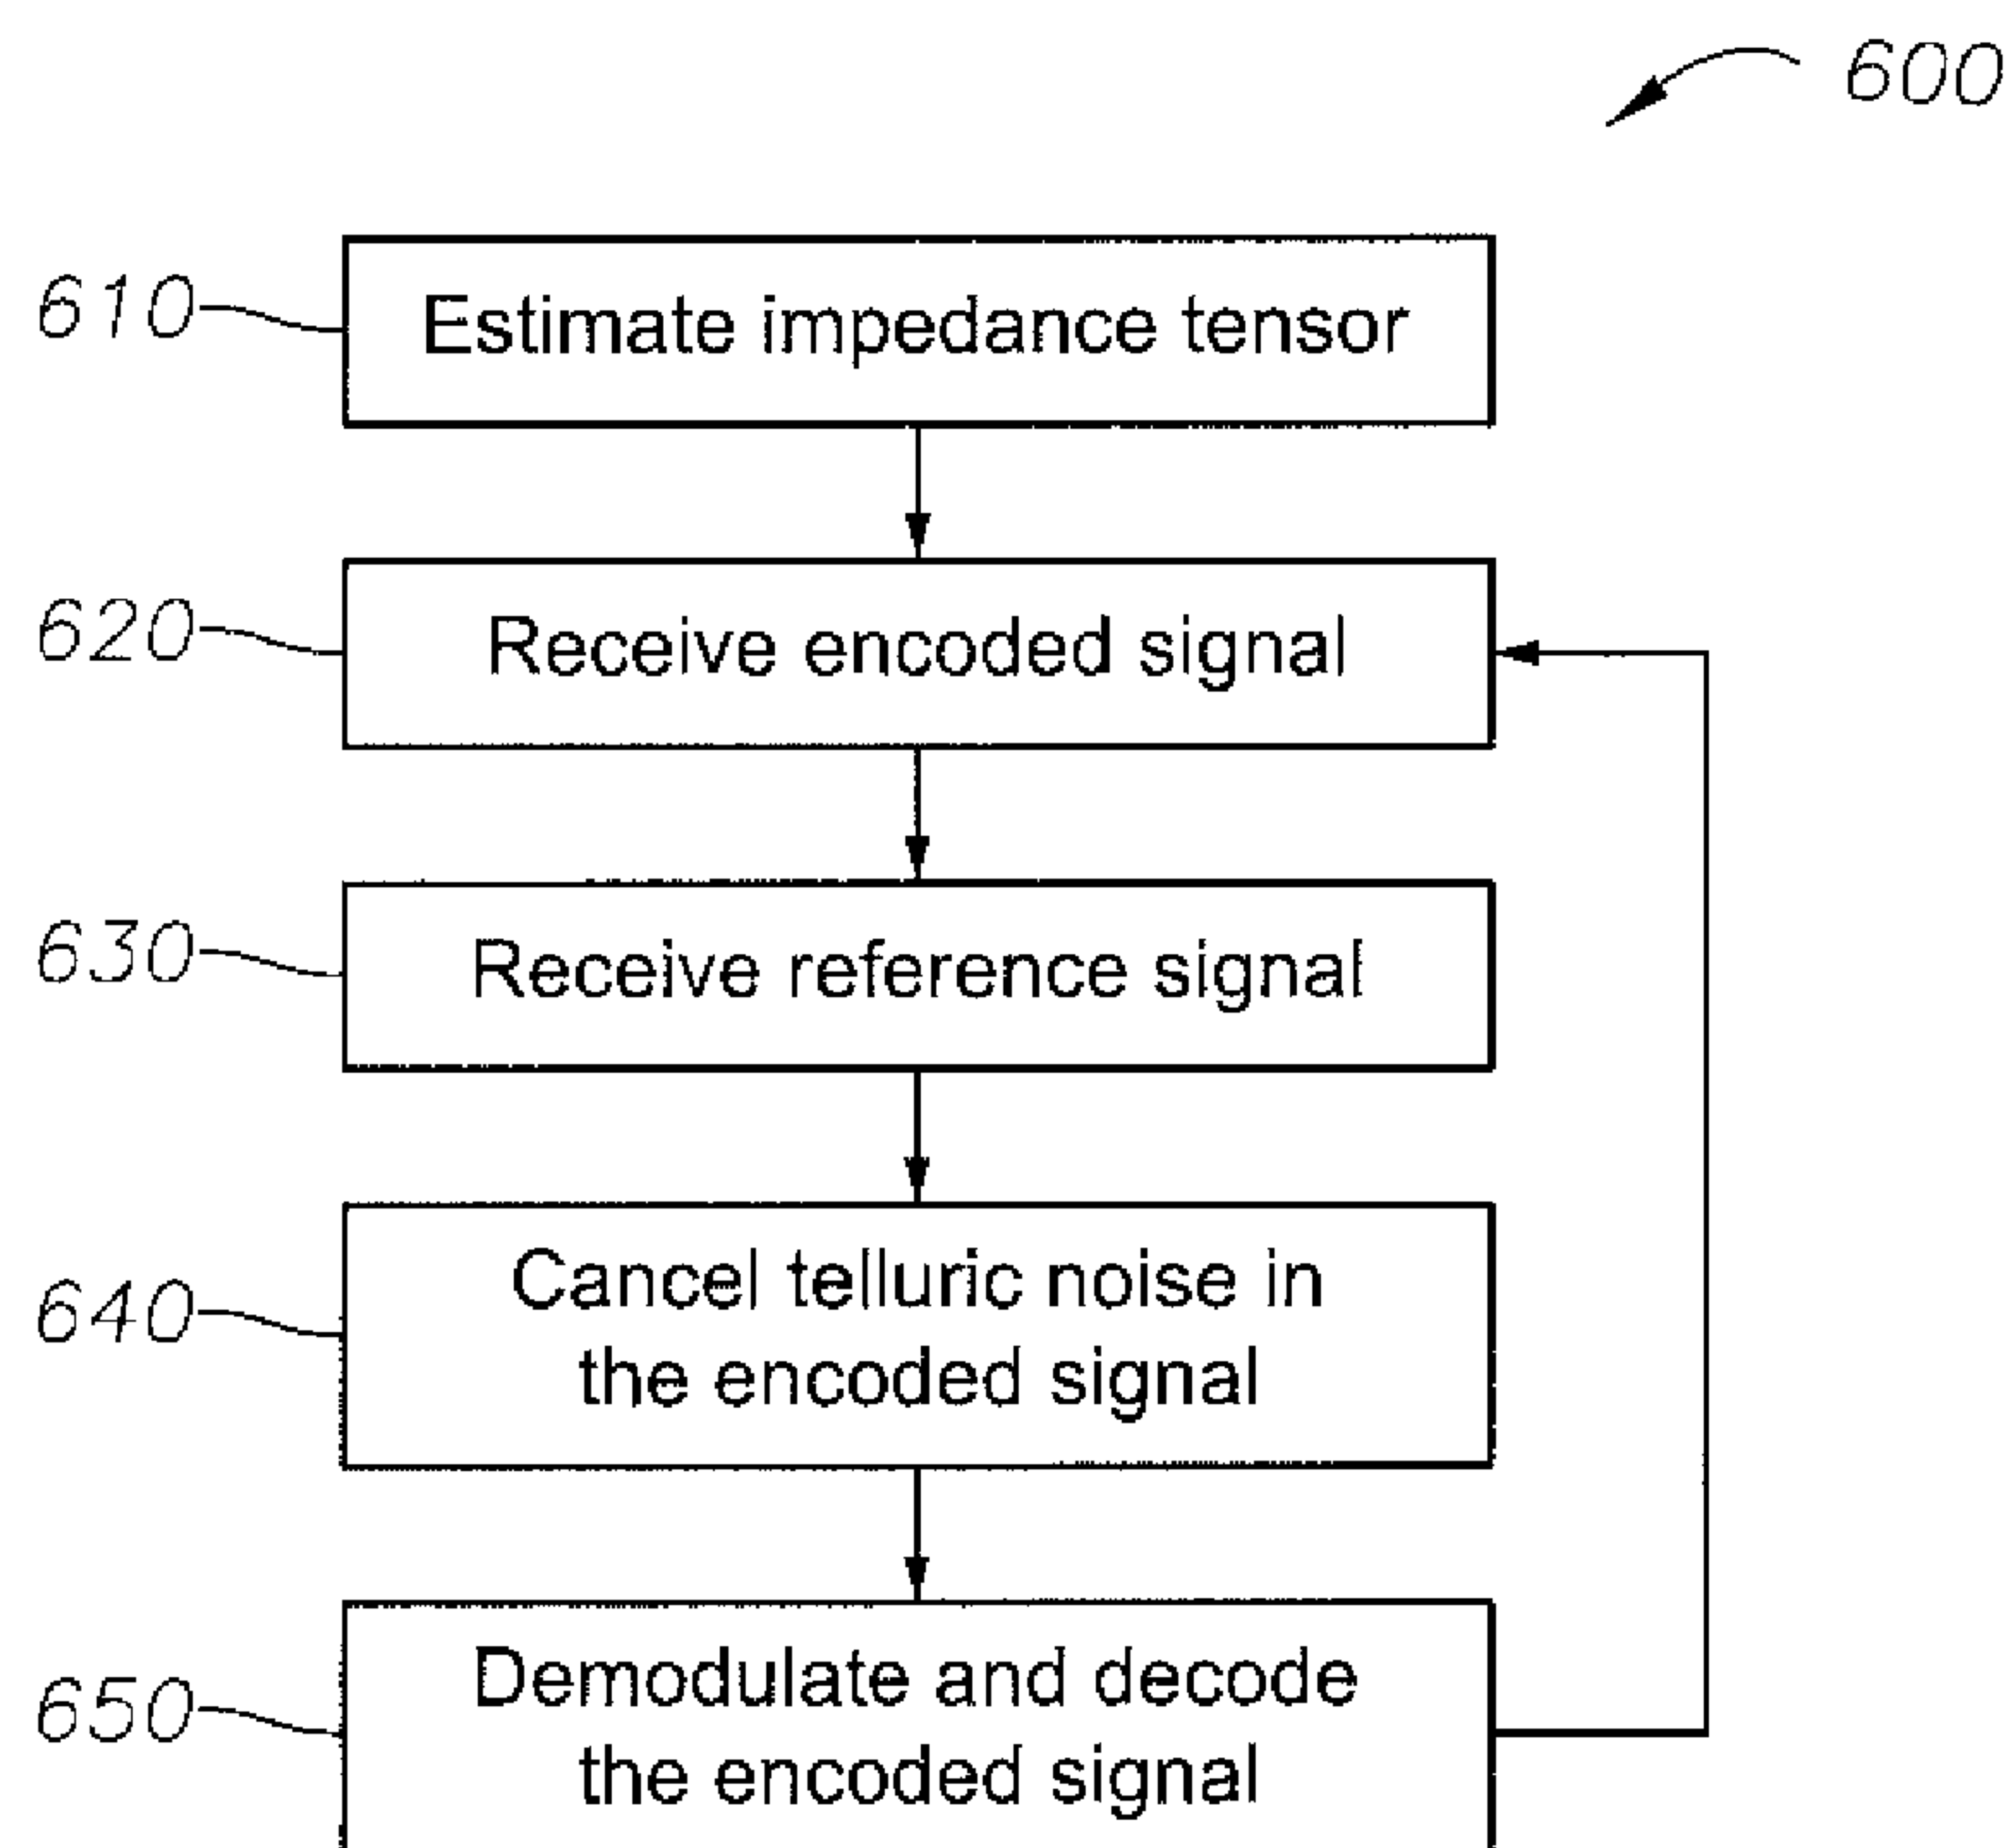 600
610
Estimate impedance tensor
620
Receive encoded signal
630
Receive reference signal
640
Cancel telluric noise in
the encoded signal
650
Demodulate and decode
the encoded signal